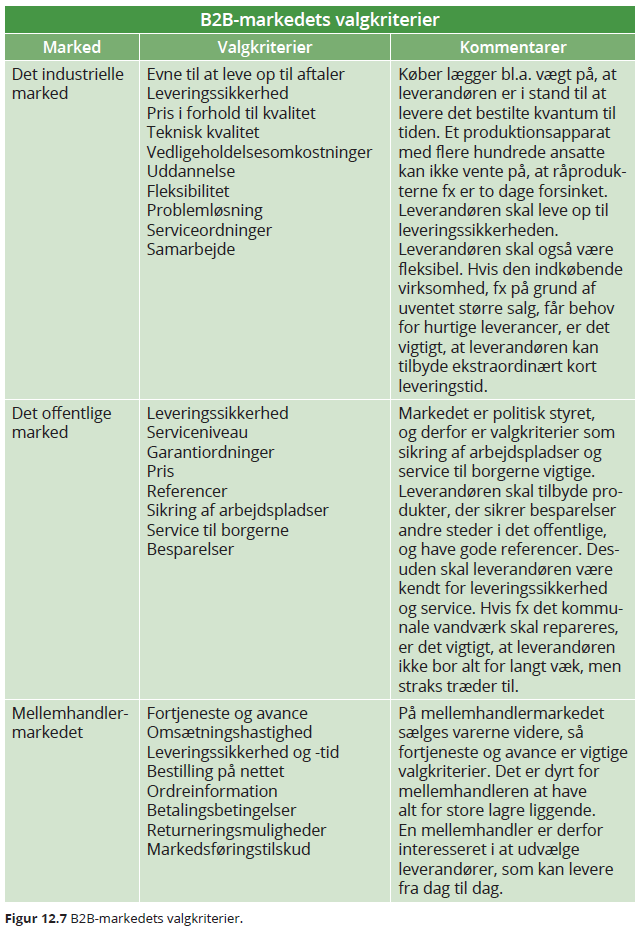 B2B-markedets valgkriterier
Marked
Valgkriterier
Kommentarer
Det industrielle
marked
Evne til at leve op til aftaler
Leveringssikkerhed
Pris i forhold til kvalitet
Teknisk kvalitet
Vedligeholdelsesomkostninger
Uddannelse
Fleksibilitet
Problemløsning
Serviceordninger
Samarbejde
Køber lægger bl.a. vægt på, at
leverandøren er i stand til at
levere det bestilte kvantum til
tiden. Et produktionsapparat
med flere hundrede ansatte
kan ikke vente på, at råproduk-
terne fx er to dage forsinket.
Leverandøren skal leve op til
leveringssikkerheden.
Leverandøren skal også være
fleksibel. Hvis den indkøbende
virksomhed, fx på grund af
uventet større salg, får behov
for hurtige leverancer, er det
vigtigt, at leverandøren kan
tilbyde ekstraordinært kort
leveringstid.
Det offentlige
marked
Leveringssikkerhed
Serviceniveau
Garantiordninger
Pris
Referencer
Sikring af arbejdspladser
Service til borgerne
Besparelser
Markedet er politisk styret,
og derfor er valgkriterier som
sikring af arbejdspladser og
service til borgerne vigtige.
Leverandøren skal tilbyde pro-
dukter, der sikrer besparelser
andre steder i det offentlige,
og have gode referencer. Des-
uden skal leverandøren være
kendt for leveringssikkerhed
og service. Hvis fx det kommu-
nale vandværk skal repareres,
er det vigtigt, at leverandøren
ikke bor alt for langt væk, men
straks træder til.
Mellemhandler-
markedet
Fortjeneste og avance
Omsætningshastighed
Leveringssikkerhed og -tid
Bestilling på nettet
Ordreinformation
Betalingsbetingelser
Returneringsmuligheder
Markedsføringstilskud
På mellemhandlermarkedet
sælges varerne videre, så
fortjeneste og avance er vigtige
valgkriterier. Det er dyrt for
mellemhandleren at have
alt for store lagre liggende.
En mellemhandler er derfor
interesseret i at udvælge
leverandører, som kan levere
fra dag til dag.
Figur 12.7 B2B-markedets valgkriterier.